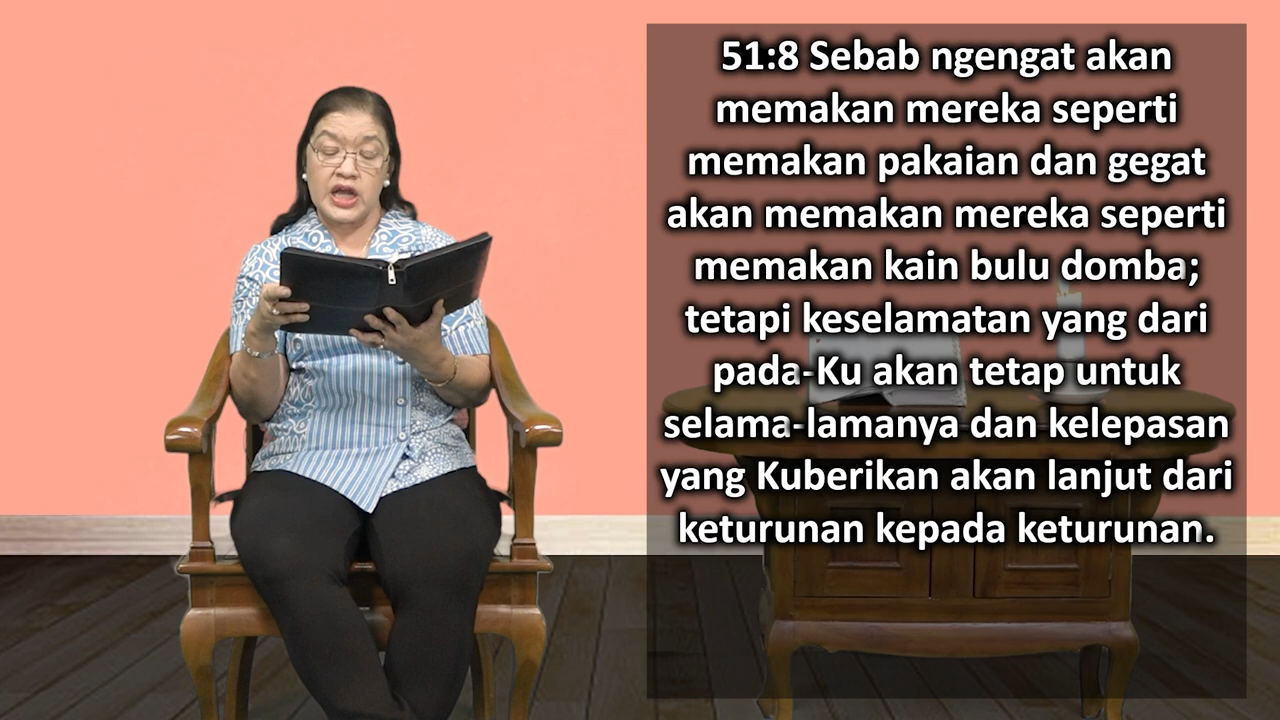 51:8 Sebab ngengat akan
memakan mereka seperti
memakan pakaian dan gegat
akan memakan mereka seperti
memakan kain bulu domba;
tetapi keselamatan yang dari
pada-Ku akan tetap untuk
selama-lamanya dan kelepasan
yang Kuberikan akan lanjut dari
keturunan kepada keturunan.